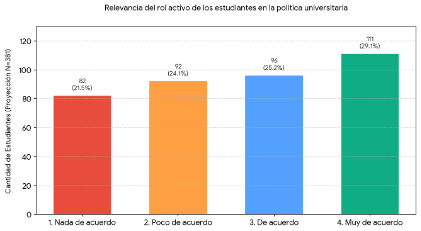 Relevancia del rol activo de los estudiantes en la política universitaria
Cantidad de Estudiantes (Proyección N=381)
120
100
80
60
40
20
0
82
(21.5%)
92
(24.1%)
96
(25.2%)
111
(29.1%)
1. Nada de acuerdo
2. Poco de acuerdo
3. De acuerdo
4. Muy de acuerdo